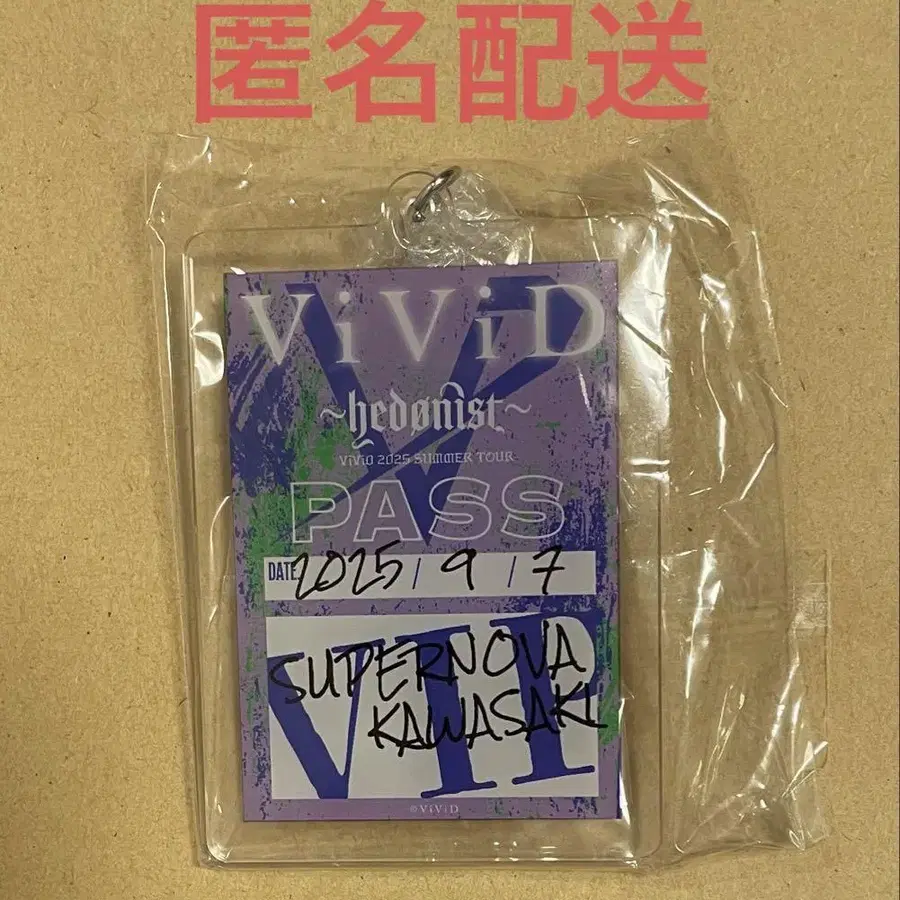 匿名配送
ViViD
~hedønist~
ViViD 2025 SUMMER TOUR
PASS
DATE 2025 / 9 / 7
VIP
SUPERNOVA
KAWASAKI
©ViViD